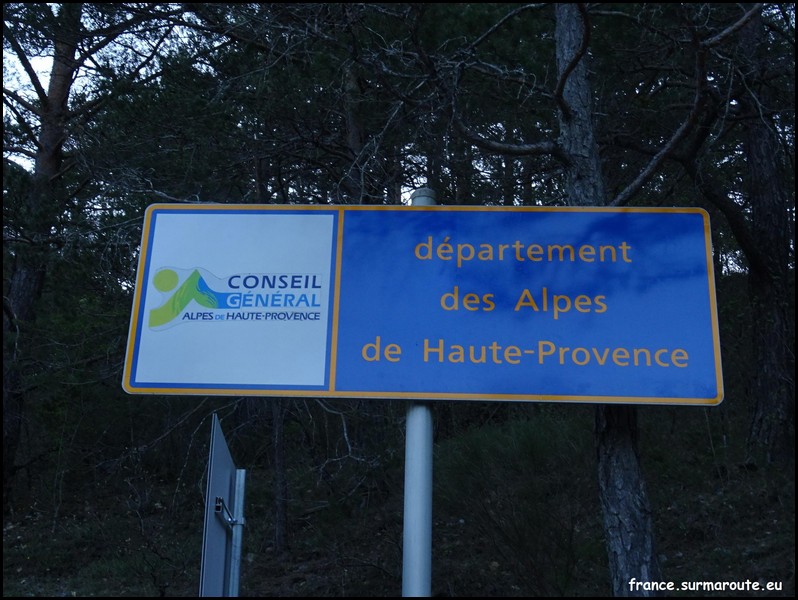 CONSEIL
GÉNÉRAL
ALPES DE HAUTE-PROVENCE
département
des Alpes
de Haute-Provence
france.surmaroute.eu